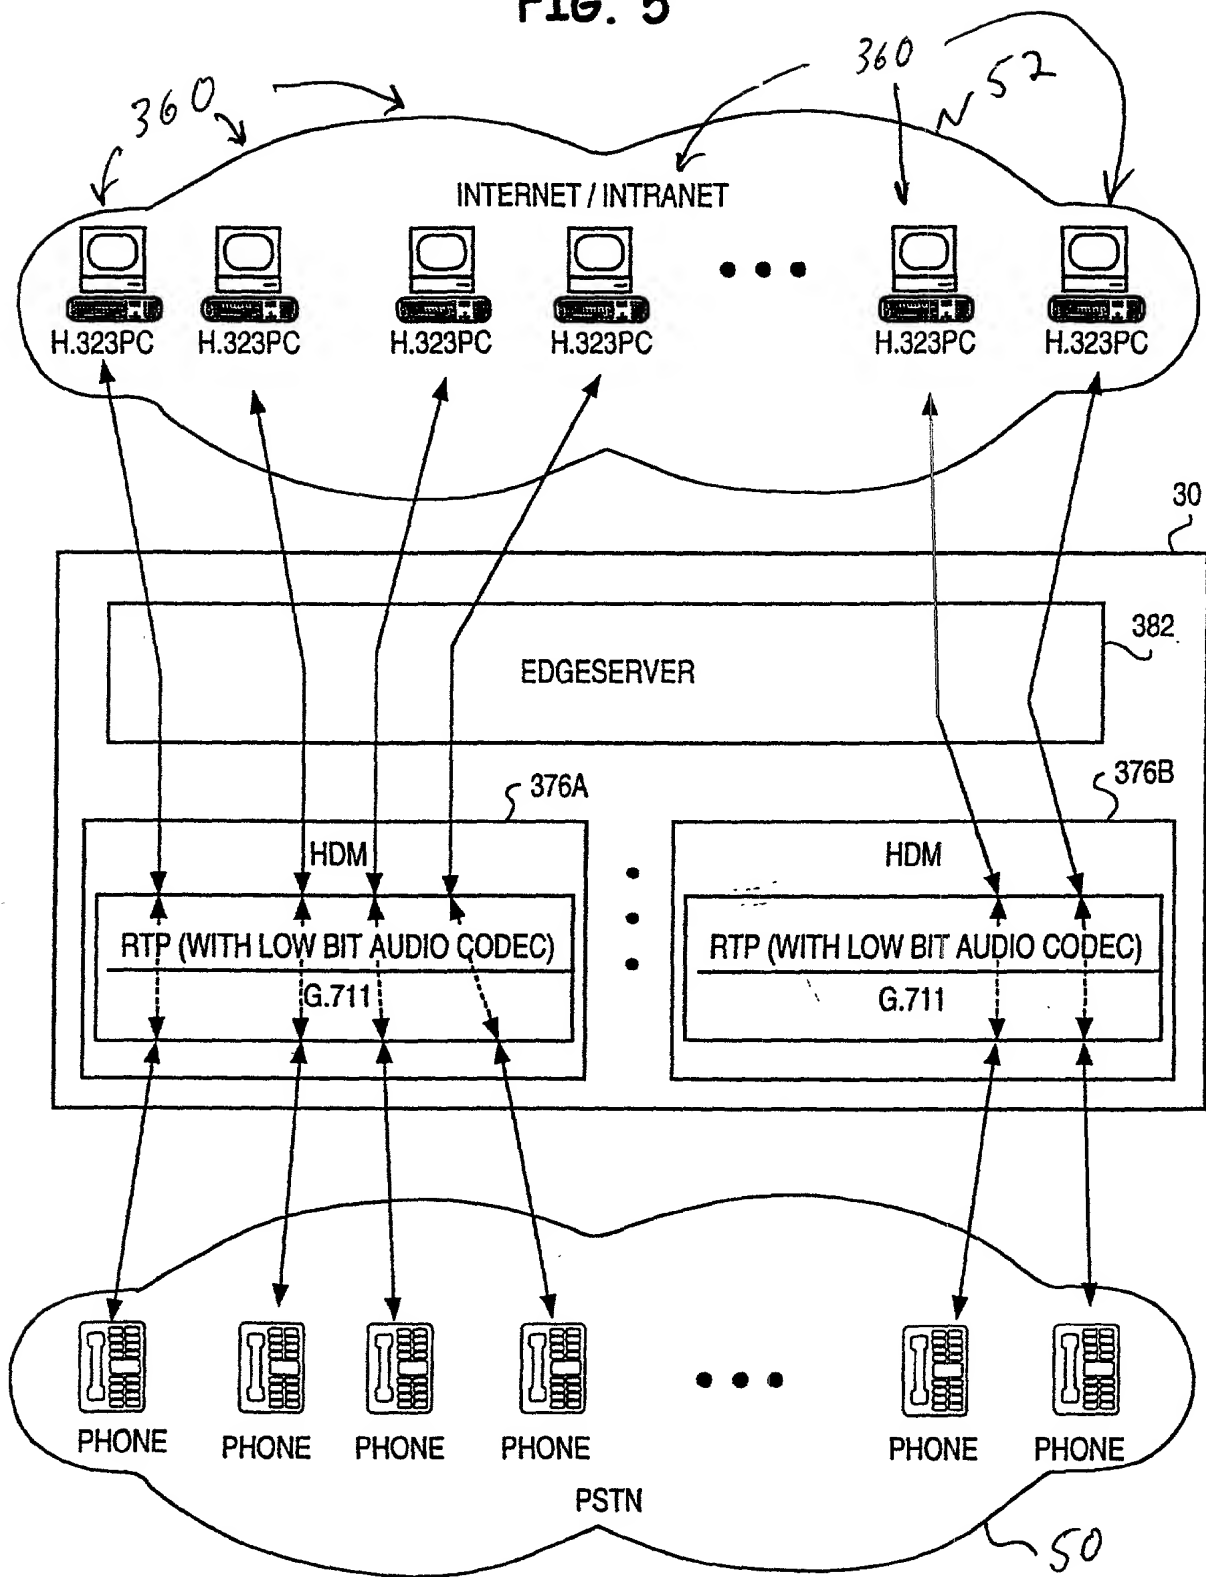 FIG. 5
360
360
52
INTERNET / INTRANET
H.323PC H.323PC H.323PC H.323PC H.323PC H.323PC
30
EDGESERVER
382
376A
376B
HDM
HDM
RTP (WITH LOW BIT AUDIO CODEC)
RTP (WITH LOW BIT AUDIO CODEC)
G.711
G.711
PHONE PHONE PHONE PHONE PHONE PHONE
PSTN
50